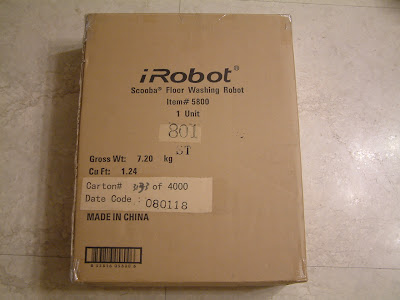 iRobot®
Scooba® Floor Washing Robot
Item# 5800
1 Unit
801
ST
Gross Wt: 7.20 kg
Cu Ft: 1.24
Carton# of 4000
Date Code : 080118
MADE IN CHINA